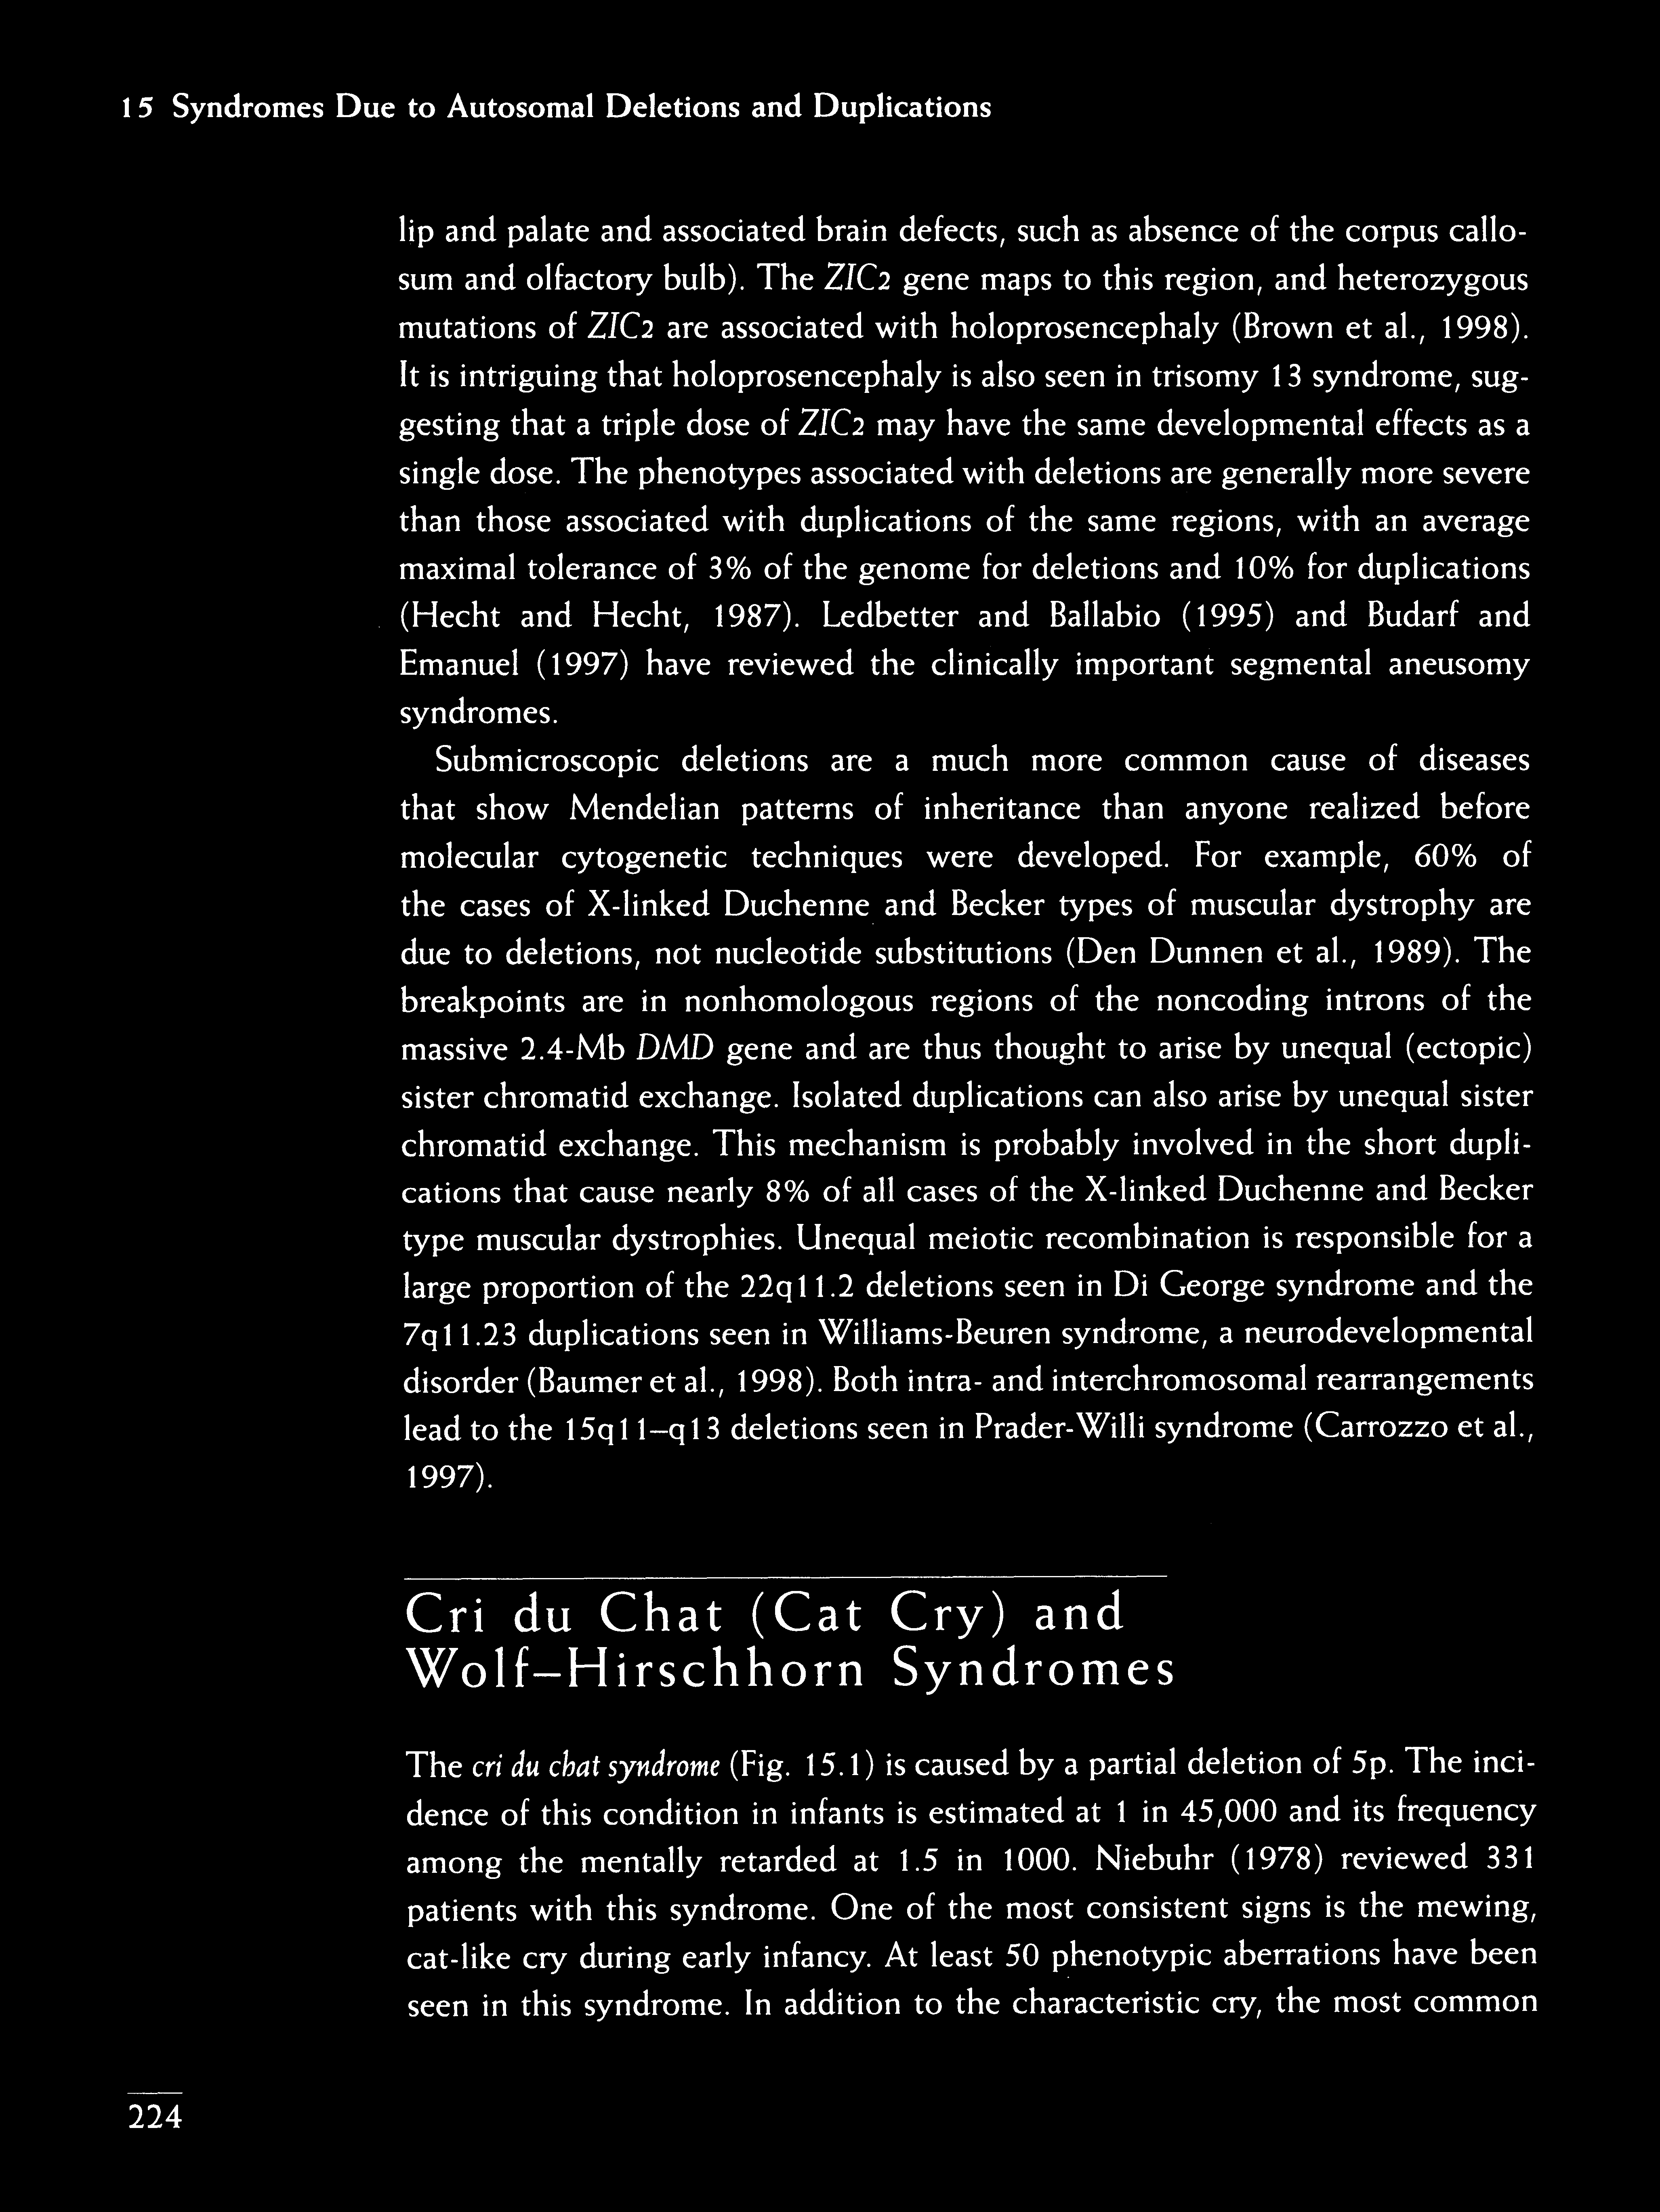 15 Syndromes Due to Autosomal Deletions and Duplications
lip and palate and associated brain defects, such as absence of the corpus callo-
sum and olfactory bulb). The ZIC2 gene maps to this region, and heterozygous
mutations of ZIC2 are associated with holoprosencephaly (Brown et al., 1998).
It is intriguing that holoprosencephaly is also seen in trisomy 13 syndrome, sug-
gesting that a triple dose of ZIC2 may have the same developmental effects as a
single dose. The phenotypes associated with deletions are generally more severe
than those associated with duplications of the same regions, with an average
maximal tolerance of 3% of the genome for deletions and 10% for duplications
(Hecht and Hecht, 1987). Ledbetter and Ballabio (1995) and Budarf and
Emanuel (1997) have reviewed the clinically important segmental aneusomy
syndromes.
Submicroscopic deletions are a much more common cause of diseases
that show Mendelian patterns of inheritance than anyone realized before
molecular cytogenetic techniques were developed. For example, 60% of
the cases of X-linked Duchenne and Becker types of muscular dystrophy are
due to deletions, not nucleotide substitutions (Den Dunnen et al., 1989). The
breakpoints are in nonhomologous regions of the noncoding introns of the
massive 2.4-Mb DMD gene and are thus thought to arise by unequal (ectopic)
sister chromatid exchange. Isolated duplications can also arise by unequal sister
chromatid exchange. This mechanism is probably involved in the short dupli-
cations that cause nearly 8% of all cases of the X-linked Duchenne and Becker
type muscular dystrophies. Unequal meiotic recombination is responsible for a
large proportion of the 22q11.2 deletions seen in Di George syndrome and the
7q11.23 duplications seen in Williams-Beuren syndrome, a neurodevelopmental
disorder (Baumer et al., 1998). Both intra- and interchromosomal rearrangements
lead to the 15q11–q13 deletions seen in Prader-Willi syndrome (Carrozzo et al.,
1997).
Cri du Chat (Cat Cry) and
Wolf–Hirschhorn Syndromes
The cri du chat syndrome (Fig. 15.1) is caused by a partial deletion of 5p. The inci-
dence of this condition in infants is estimated at 1 in 45,000 and its frequency
among the mentally retarded at 1.5 in 1000. Niebuhr (1978) reviewed 331
patients with this syndrome. One of the most consistent signs is the mewing,
cat-like cry during early infancy. At least 50 phenotypic aberrations have been
seen in this syndrome. In addition to the characteristic cry, the most common
224